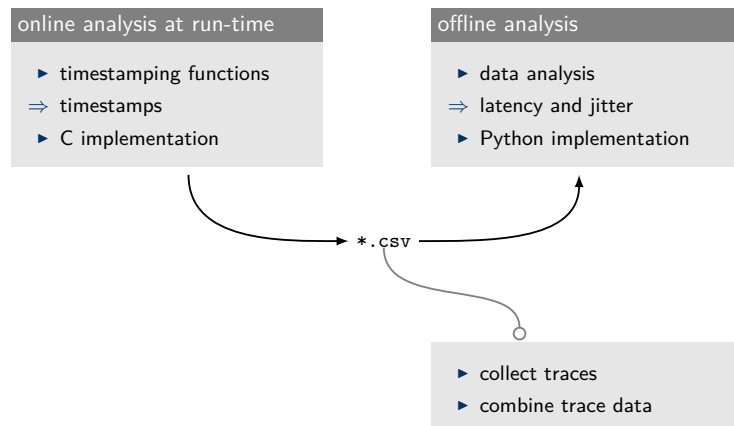 online analysis at run-time
▶ timestamping functions
⇒ timestamps
▶ C implementation
offline analysis
▶ data analysis
⇒ latency and jitter
▶ Python implementation
*.csv
▶ collect traces
▶ combine trace data